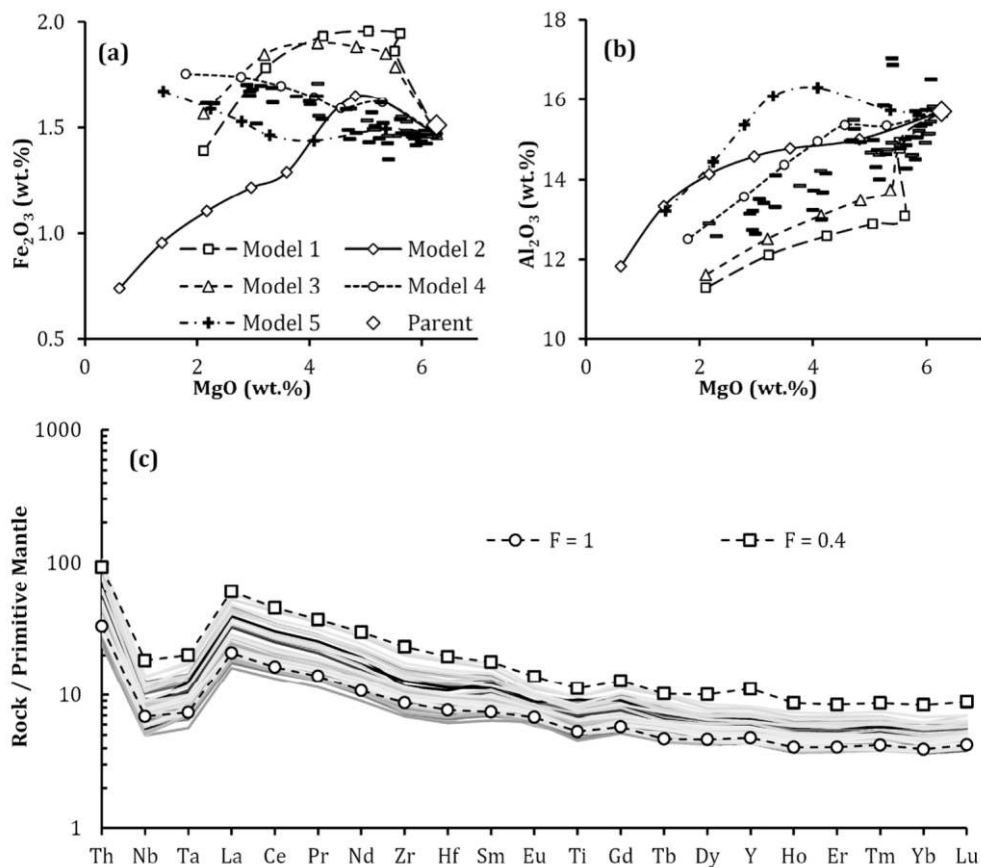 (a)
2.0
1.5
1.0
0.5
Fe₂O₃ (wt.%)
Model 1 Model 2
Model 3 Model 4
Model 5 Parent
0 2 4 6
MgO (wt.%)
(b)
18
16
14
12
10
Al₂O₃ (wt.%)
0 2 4 6
MgO (wt.%)
(c)
1000
100
10
1
Rock / Primitive Mantle
F = 1 F = 0.4
Th Nb Ta La Ce Pr Nd Zr Hf Sm Eu Ti Gd Tb Dy Y Ho Er Tm Yb Lu